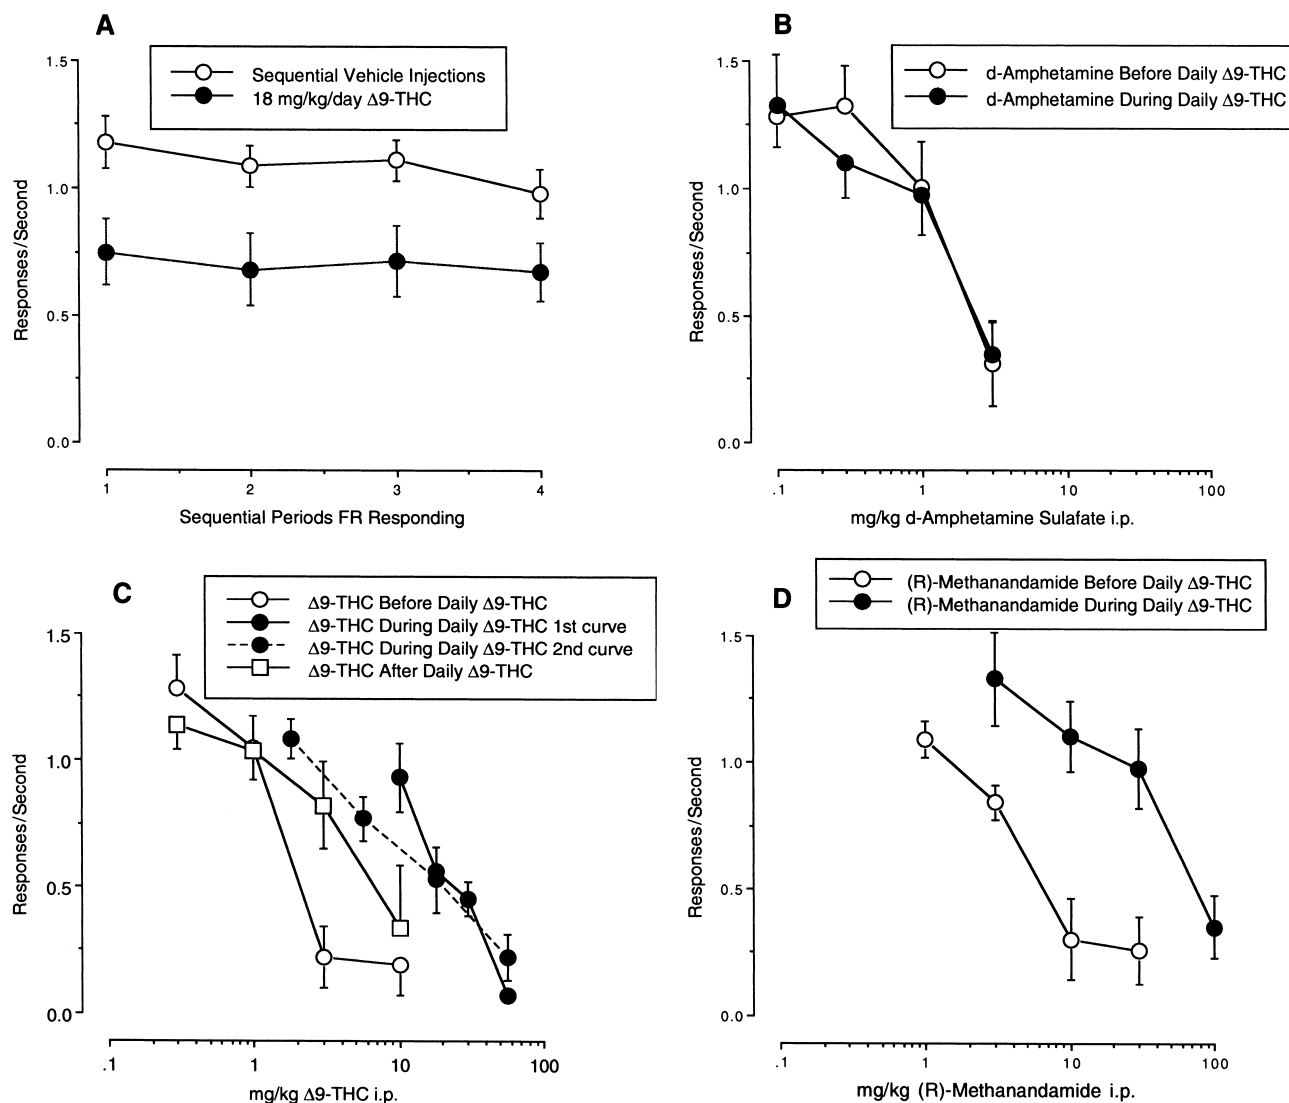 A
Sequential Vehicle Injections
18 mg/kg/day Δ9-THC
1.5
1.0
0.5
0.0
Responses/Second
1 2 3 4
Sequential Periods FR Responding
B
d-Amphetamine Before Daily Δ9-THC
d-Amphetamine During Daily Δ9-THC
1.5
1.0
0.5
0.0
Responses/Second
.1 1 10 100
mg/kg d-Amphetamine Sulafate i.p.
C
Δ9-THC Before Daily Δ9-THC
Δ9-THC During Daily Δ9-THC 1st curve
Δ9-THC During Daily Δ9-THC 2nd curve
Δ9-THC After Daily Δ9-THC
1.5
1.0
0.5
0.0
Responses/Second
.1 1 10 100
mg/kg Δ9-THC i.p.
D
(R)-Methanandamide Before Daily Δ9-THC
(R)-Methanandamide During Daily Δ9-THC
1.5
1.0
0.5
0.0
Responses/Second
.1 1 10 100
mg/kg (R)-Methanandamide i.p.